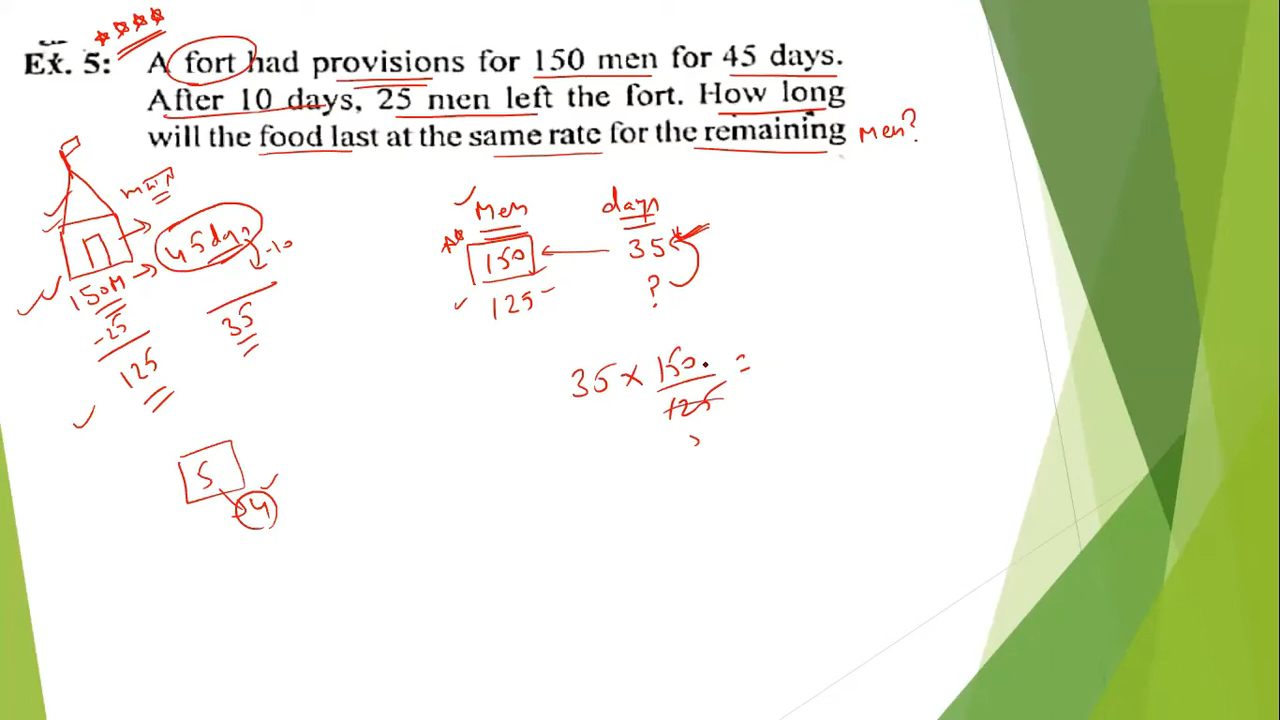 Ex. 5: A fort had provisions for 150 men for 45 days.
After 10 days, 25 men left the fort. How long
will the food last at the same rate for the remaining men?
45 days
-10
35
150M
-25
125
Men days
150 35
125 ?
35 × 150 =
125
5
4